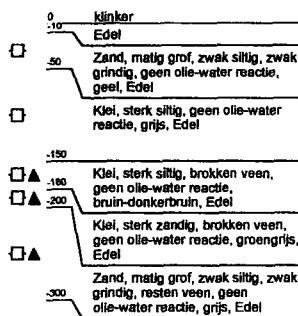 0 klinker
-10
Edel
Zand, matig grof, zwak siltig, zwak
-50 grindig, geen olie-water reactie,
geel, Edel
Klei, sterk siltig, geen olie-water
reactie, grijs, Edel
-150
Klei, sterk siltig, brokken veen,
-180 geen olie-water reactie,
bruin-donkerbruin, Edel
-200
Klei, sterk zandig, brokken veen,
geen olie-water reactie, groengrijs,
Edel
Zand, matig grof, zwak siltig, zwak
-300 grindig, resten veen, geen
olie-water reactie, grijs, Edel